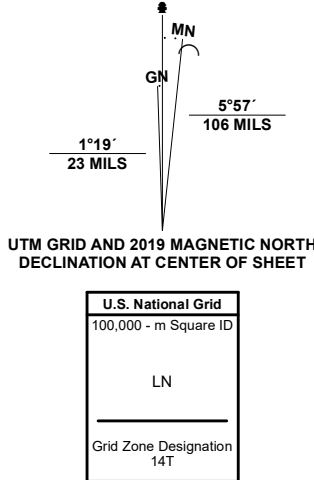 MN
GN
5°57´
106 MILS
1°19´
23 MILS
UTM GRID AND 2019 MAGNETIC NORTH
DECLINATION AT CENTER OF SHEET
U.S. National Grid
100,000 - m Square ID
LN
Grid Zone Designation
14T